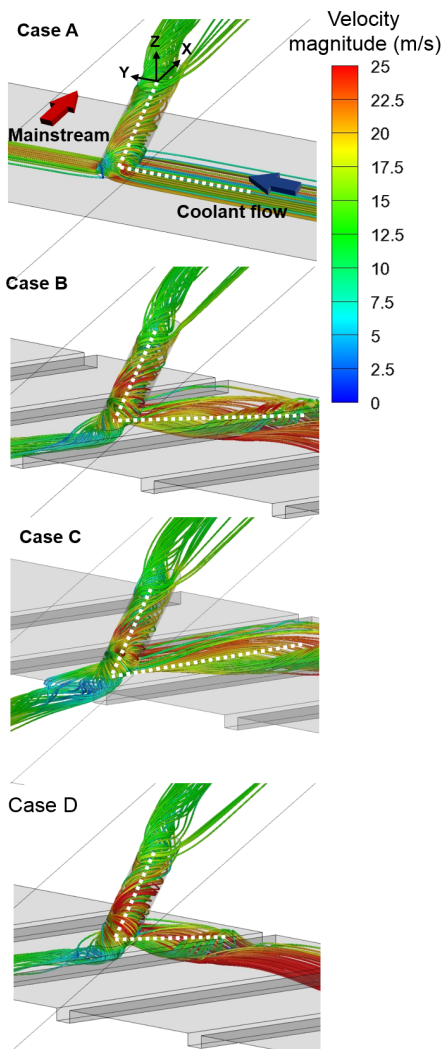 Case A
Velocity
magnitude (m/s)
Z
X
Y
25
22.5
20
17.5
15
12.5
10
7.5
5
2.5
0
Mainstream
Coolant flow
Case B
Case C
Case D